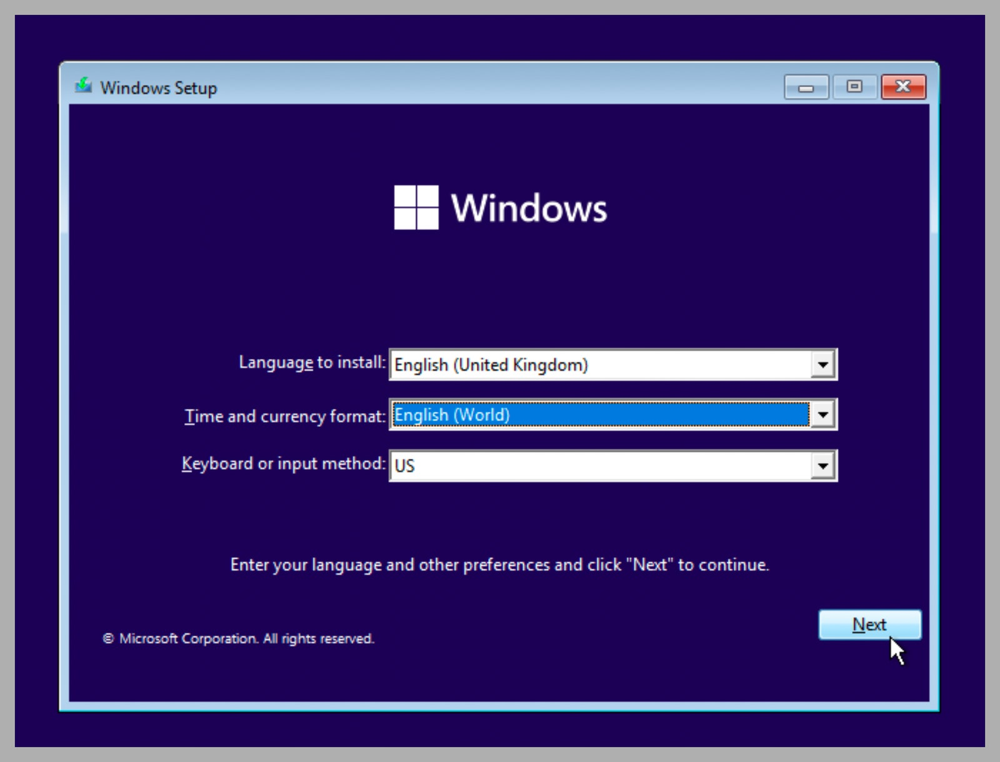 Windows Setup
Windows
Language to install: English (United Kingdom)
Time and currency format: English (World)
Keyboard or input method: US
Enter your language and other preferences and click "Next" to continue.
Next
© Microsoft Corporation. All rights reserved.